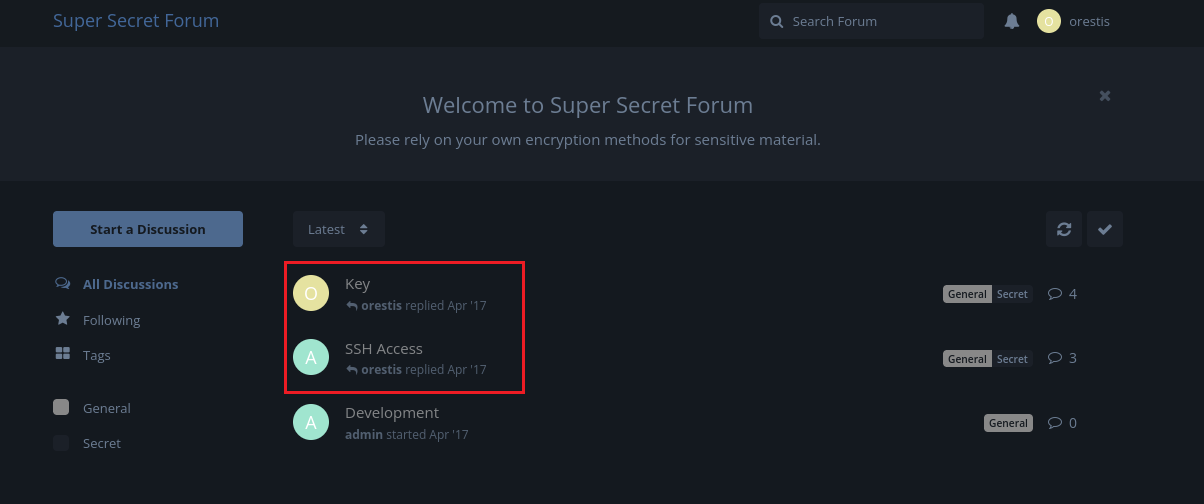 Super Secret Forum
Search Forum
O orestis
Welcome to Super Secret Forum
Please rely on your own encryption methods for sensitive material.
Start a Discussion
Latest
All Discussions
Following
Tags
General
Secret
O Key
orestis replied Apr '17
General Secret 4
A SSH Access
orestis replied Apr '17
General Secret 3
A Development
admin started Apr '17
General 0